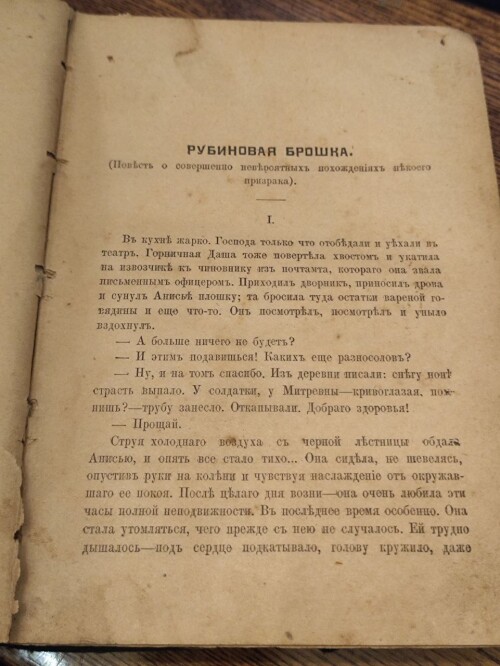 РУБИНОВАЯ БРОШКА.
(Повѣсть о совершенно невѣроятныхъ похожденіяхъ нѣкоего
призрака).
I.
Въ кухнѣ жарко. Господа только что отобѣдали и уѣхали въ
театръ. Горничная Даша тоже повертѣла хвостомъ и укатила
на извозчикѣ къ чиновнику изъ почтамта, котораго она звала
письменнымъ офицеромъ. Приходилъ дворникъ, приносилъ дрова
и сунулъ Анисьѣ плошку; та бросила туда остатки вареной го-
вядины и еще что-то. Онъ посмотрѣлъ, посмотрѣлъ и уныло
вздохнулъ.
— А больше ничего не будетъ?
— И этимъ подавишься! Какихъ еще разносоловъ?
— Ну, и на томъ спасибо. Изъ деревни писали: снѣгу нонѣ
страсть выпало. У солдатки, у Митревны—кривоглазая, пом-
нишь?—трубу занесло. Откапывали. Добраго здоровья!
— Прощай.
Струя холоднаго воздуха съ черной лѣстницы обдала
Анисью, и опять все стало тихо... Она сидѣла, не шевелясь,
опустивъ руки на колѣни и чувствуя наслажденіе отъ окружав-
шаго ее покоя. Послѣ цѣлаго дня возни—она очень любила эти
часы полной неподвижности. Въ послѣднее время особенно. Она
стала утомляться, чего прежде съ нею не случалось. Ей трудно
дышалось—подъ сердце подкатывало, голову кружило, даже